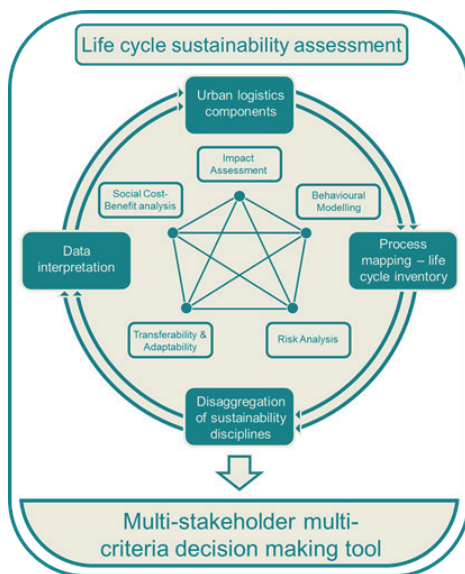 Life cycle sustainability assessment
Urban logistics
components
Impact
Assessment
Social Cost-
Benefit analysis
Behavioural
Modelling
Data
interpretation
Process
mapping – life
cycle inventory
Transferability &
Adaptability
Risk Analysis
Disaggregation
of sustainability
disciplines
Multi-stakeholder multi-
criteria decision making tool